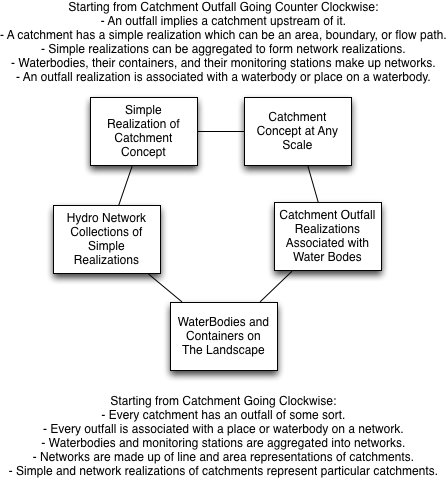 Starting from Catchment Outfall Going Counter Clockwise:
- An outfall implies a catchment upstream of it.
- A catchment has a simple realization which can be an area, boundary, or flow path.
- Simple realizations can be aggregated to form network realizations.
- Waterbodies, their containers, and their monitoring stations make up networks.
- An outfall realization is associated with a waterbody or place on a waterbody.
Simple
Realization of
Catchment
Concept
Catchment
Concept at Any
Scale
Hydro Network
Collections of
Simple
Realizations
Catchment Outfall
Realizations
Associated with
Water Bodes
WaterBodies and
Containers on
The Landscape
Starting from Catchment Going Clockwise:
- Every catchment has an outfall of some sort.
- Every outfall is associated with a place or waterbody on a network.
- Waterbodies and monitoring stations are aggregated into networks.
- Networks are made up of line and area representations of catchments.
- Simple and network realizations of catchments represent particular catchments.